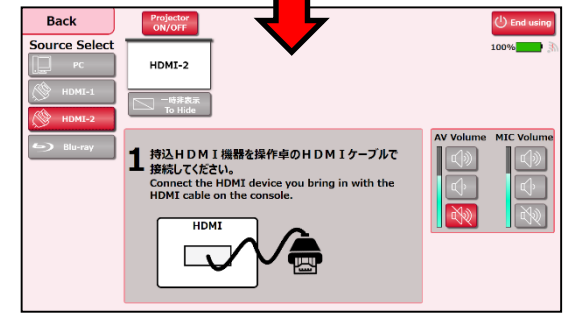 Back
Projector
ON/OFF
End using
100%
Source Select
PC
HDMI-1
HDMI-2
Blu-ray
HDMI-2
一時非表示
To Hide
AV Volume
MIC Volume
1
持込HDMI機器を操作卓のHDMIケーブルで
接続してください。
Connect the HDMI device you bring in with the
HDMI cable on the console.
HDMI